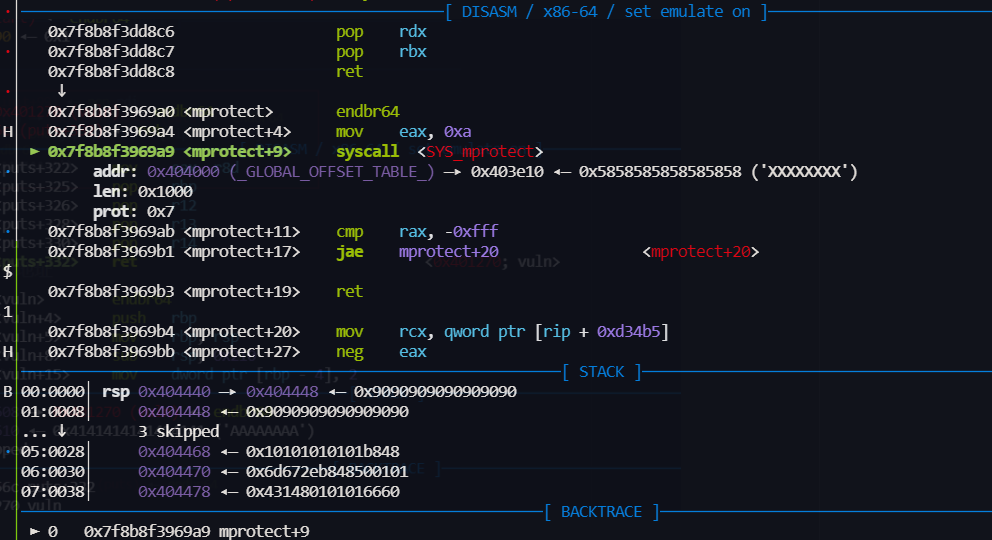 [ DISASM / x86-64 / set emulate on ]
0x7f8b8f3dd8c6 pop rdx
0x7f8b8f3dd8c7 pop rbx
0x7f8b8f3dd8c8 ret
↓
0x7f8b8f3969a0 <mprotect> endbr64
H 0x7f8b8f3969a4 <mprotect+4> mov eax, 0xa
► 0x7f8b8f3969a9 <mprotect+9> syscall <SYS_mprotect>
addr: 0x404000 (_GLOBAL_OFFSET_TABLE_) —▸ 0x403e10 ◂— 0x5858585858585858 ('XXXXXXXX')
len: 0x1000
prot: 0x7
0x7f8b8f3969ab <mprotect+11> cmp rax, -0xfff
0x7f8b8f3969b1 <mprotect+17> jae mprotect+20 <mprotect+20>
$
0x7f8b8f3969b3 <mprotect+19> ret
1
0x7f8b8f3969b4 <mprotect+20> mov rcx, qword ptr [rip + 0xd34b5]
H 0x7f8b8f3969bb <mprotect+27> neg eax
[ STACK ]
B 00:0000│ rsp 0x404440 —▸ 0x404448 ◂— 0x9090909090909090
01:0008│ 0x404448 ◂— 0x9090909090909090
... ↓ 3 skipped
05:0028│ 0x404468 ◂— 0x10101010101b848
06:0030│ 0x404470 ◂— 0x6d672eb848500101
07:0038│ 0x404478 ◂— 0x431480101016660
[ BACKTRACE ]
► 0 0x7f8b8f3969a9 mprotect+9